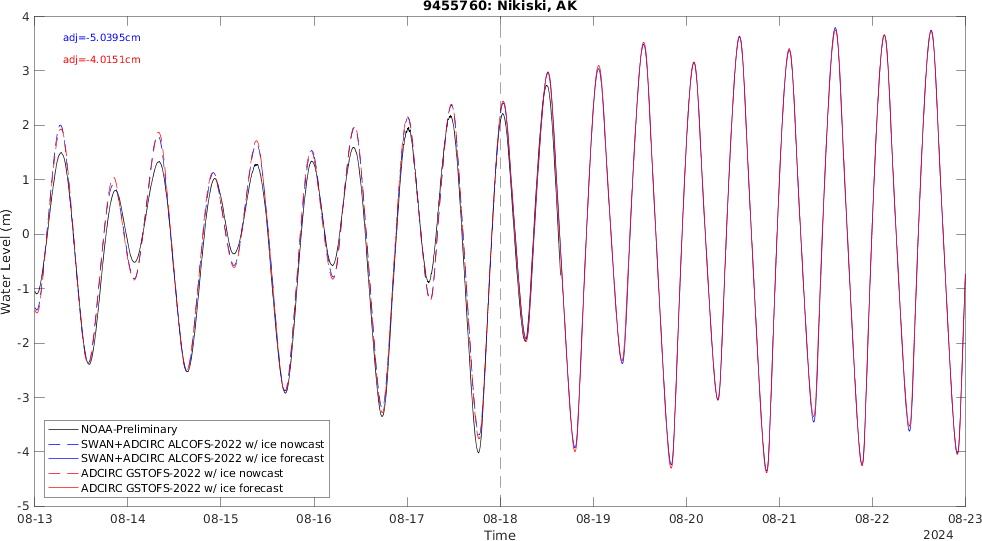 9455760: Nikiski, AK
adj=-5.0395cm
adj=-4.0151cm
Water Level (m)
4
3
2
1
0
-1
-2
-3
-4
-5
NOAA-Preliminary
SWAN+ADCIRC ALCOFS-2022 w/ ice nowcast
SWAN+ADCIRC ALCOFS-2022 w/ ice forecast
ADCIRC GSTOFS-2022 w/ ice nowcast
ADCIRC GSTOFS-2022 w/ ice forecast
08-13 08-14 08-15 08-16 08-17 08-18 08-19 08-20 08-21 08-22 08-23
Time
2024